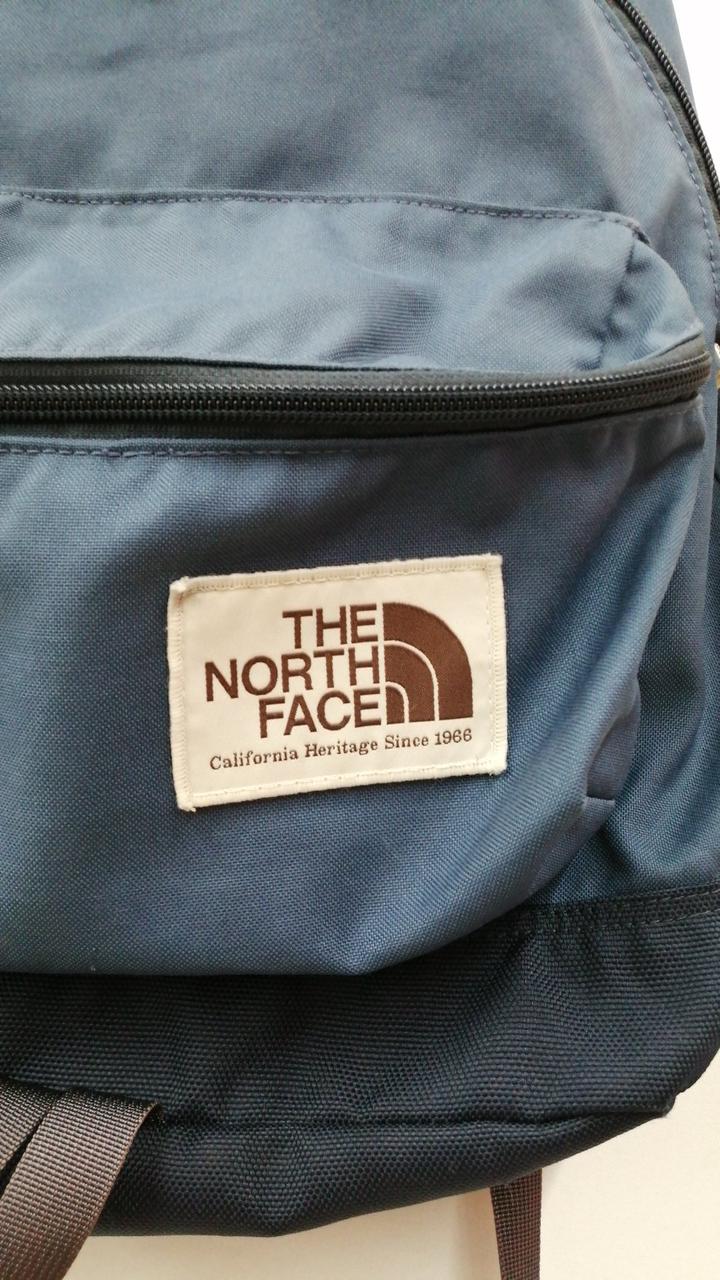 THE
NORTH
FACE
California Heritage Since 1966